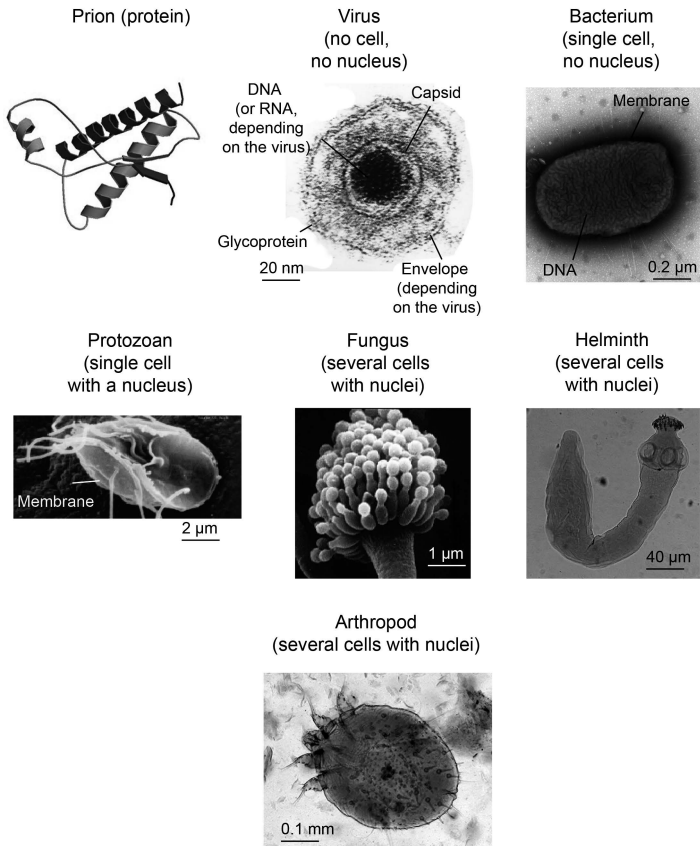 Prion (protein)
Virus
(no cell,
no nucleus)
DNA
(or RNA,
depending
on the virus)
Capsid
Glycoprotein
Envelope
(depending
on the virus)
20 nm
Bacterium
(single cell,
no nucleus)
Membrane
DNA
0.2 µm
Protozoan
(single cell
with a nucleus)
Membrane
2 µm
Fungus
(several cells
with nuclei)
1 µm
Helminth
(several cells
with nuclei)
40 µm
Arthropod
(several cells with nuclei)
0.1 mm